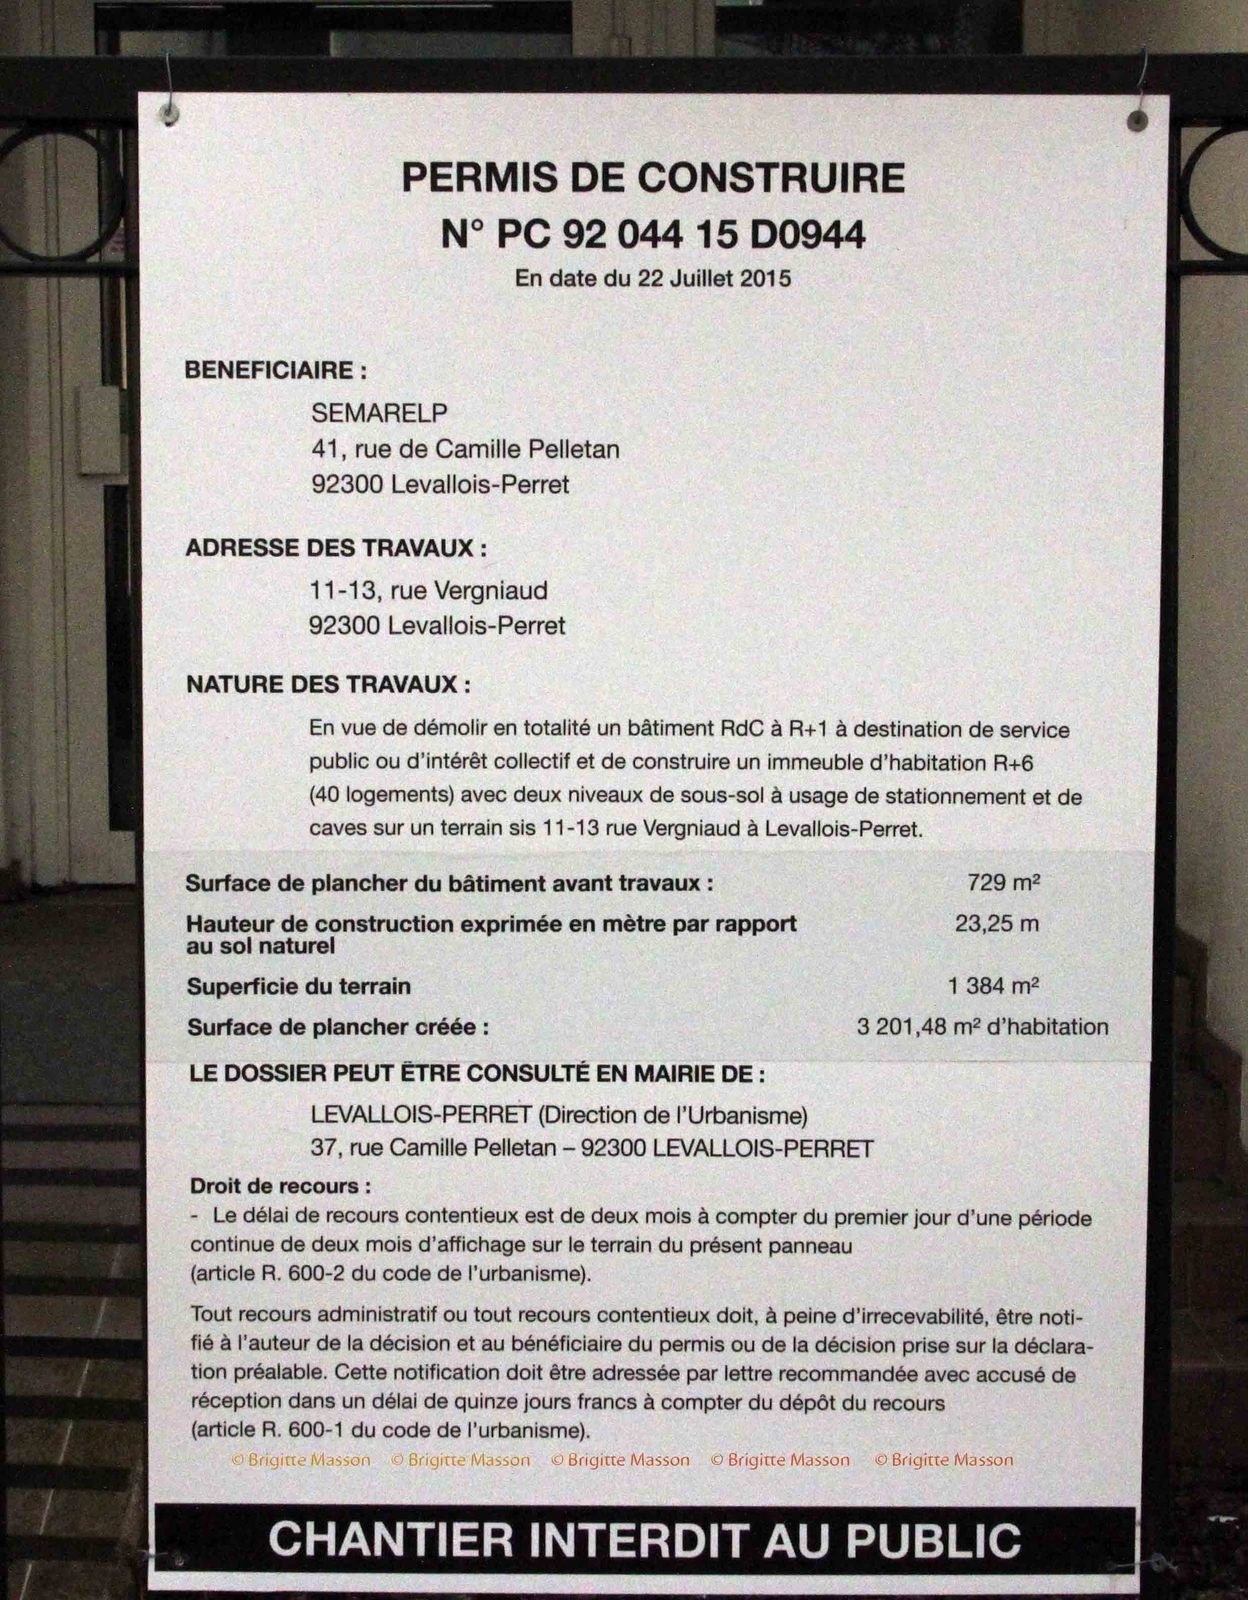 PERMIS DE CONSTRUIRE
N° PC 92 044 15 D0944
En date du 22 Juillet 2015
BENEFICIAIRE :
SEMARELP
41, rue de Camille Pelletan
92300 Levallois-Perret
ADRESSE DES TRAVAUX :
11-13, rue Vergniaud
92300 Levallois-Perret
NATURE DES TRAVAUX :
En vue de démolir en totalité un bâtiment RdC à R+1 à destination de service
public ou d'intérêt collectif et de construire un immeuble d'habitation R+6
(40 logements) avec deux niveaux de sous-sol à usage de stationnement et de
caves sur un terrain sis 11-13 rue Vergniaud à Levallois-Perret.
Surface de plancher du bâtiment avant travaux : 729 m²
Hauteur de construction exprimée en mètre par rapport 23,25 m
au sol naturel
Superficie du terrain 1 384 m²
Surface de plancher créée : 3 201,48 m² d'habitation
LE DOSSIER PEUT ÊTRE CONSULTÉ EN MAIRIE DE :
LEVALLOIS-PERRET (Direction de l'Urbanisme)
37, rue Camille Pelletan – 92300 LEVALLOIS-PERRET
Droit de recours :
- Le délai de recours contentieux est de deux mois à compter du premier jour d'une période
continue de deux mois d'affichage sur le terrain du présent panneau
(article R. 600-2 du code de l'urbanisme).
Tout recours administratif ou tout recours contentieux doit, à peine d'irrecevabilité, être noti-
fié à l'auteur de la décision et au bénéficiaire du permis ou de la décision prise sur la déclara-
tion préalable. Cette notification doit être adressée par lettre recommandée avec accusé de
réception dans un délai de quinze jours francs à compter du dépôt du recours
(article R. 600-1 du code de l'urbanisme).
© Brigitte Masson © Brigitte Masson © Brigitte Masson © Brigitte Masson © Brigitte Masson
CHANTIER INTERDIT AU PUBLIC